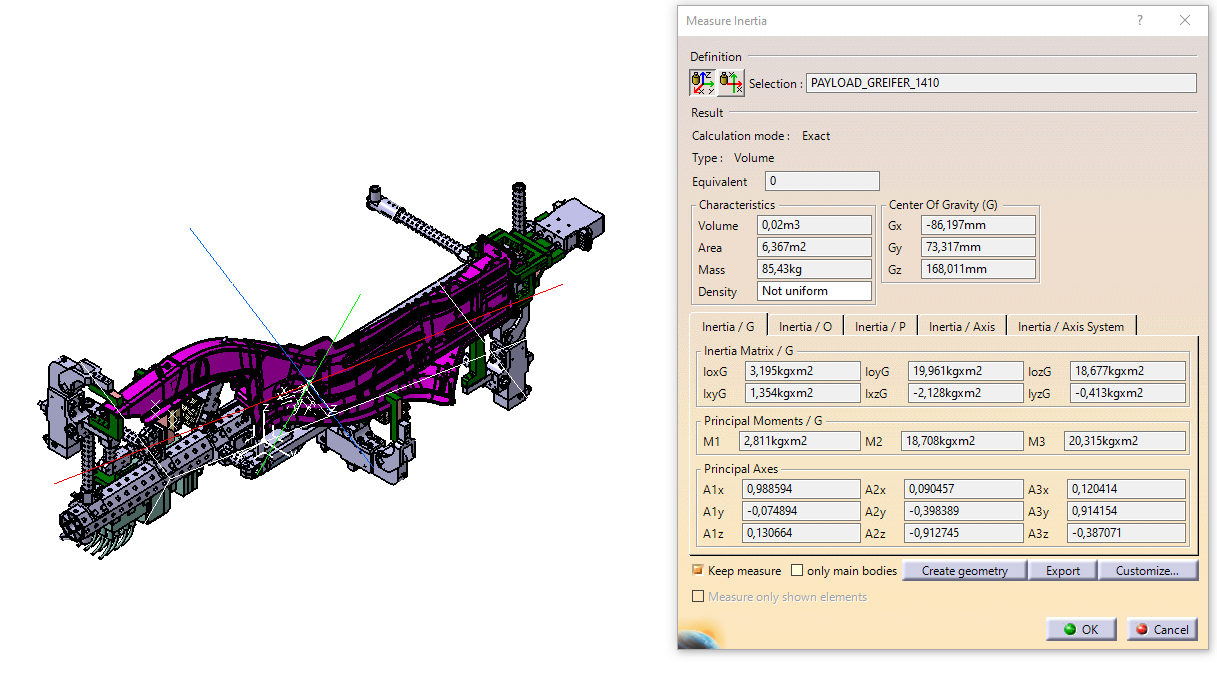 Measure Inertia ?
Definition
Selection : PAYLOAD_GREIFER_1410
Result
Calculation mode : Exact
Type : Volume
Equivalent 0
Characteristics
Volume 0,02m3
Area 6,367m2
Mass 85,43kg
Density Not uniform
Center Of Gravity (G)
Gx -86,197mm
Gy 73,317mm
Gz 168,011mm
Inertia / G Inertia / O Inertia / P Inertia / Axis Inertia / Axis System
Inertia Matrix / G
IoxG 3,195kgxm2 IoyG 19,961kgxm2 IozG 18,677kgxm2
IxyG 1,354kgxm2 IxzG -2,128kgxm2 IyzG -0,413kgxm2
Principal Moments / G
M1 2,811kgxm2 M2 18,708kgxm2 M3 20,315kgxm2
Principal Axes
A1x 0,988594 A2x 0,090457 A3x 0,120414
A1y -0,074894 A2y -0,398389 A3y 0,914154
A1z 0,130664 A2z -0,912745 A3z -0,387071
Keep measure only main bodies Create geometry Export Customize...
Measure only shown elements
OK Cancel